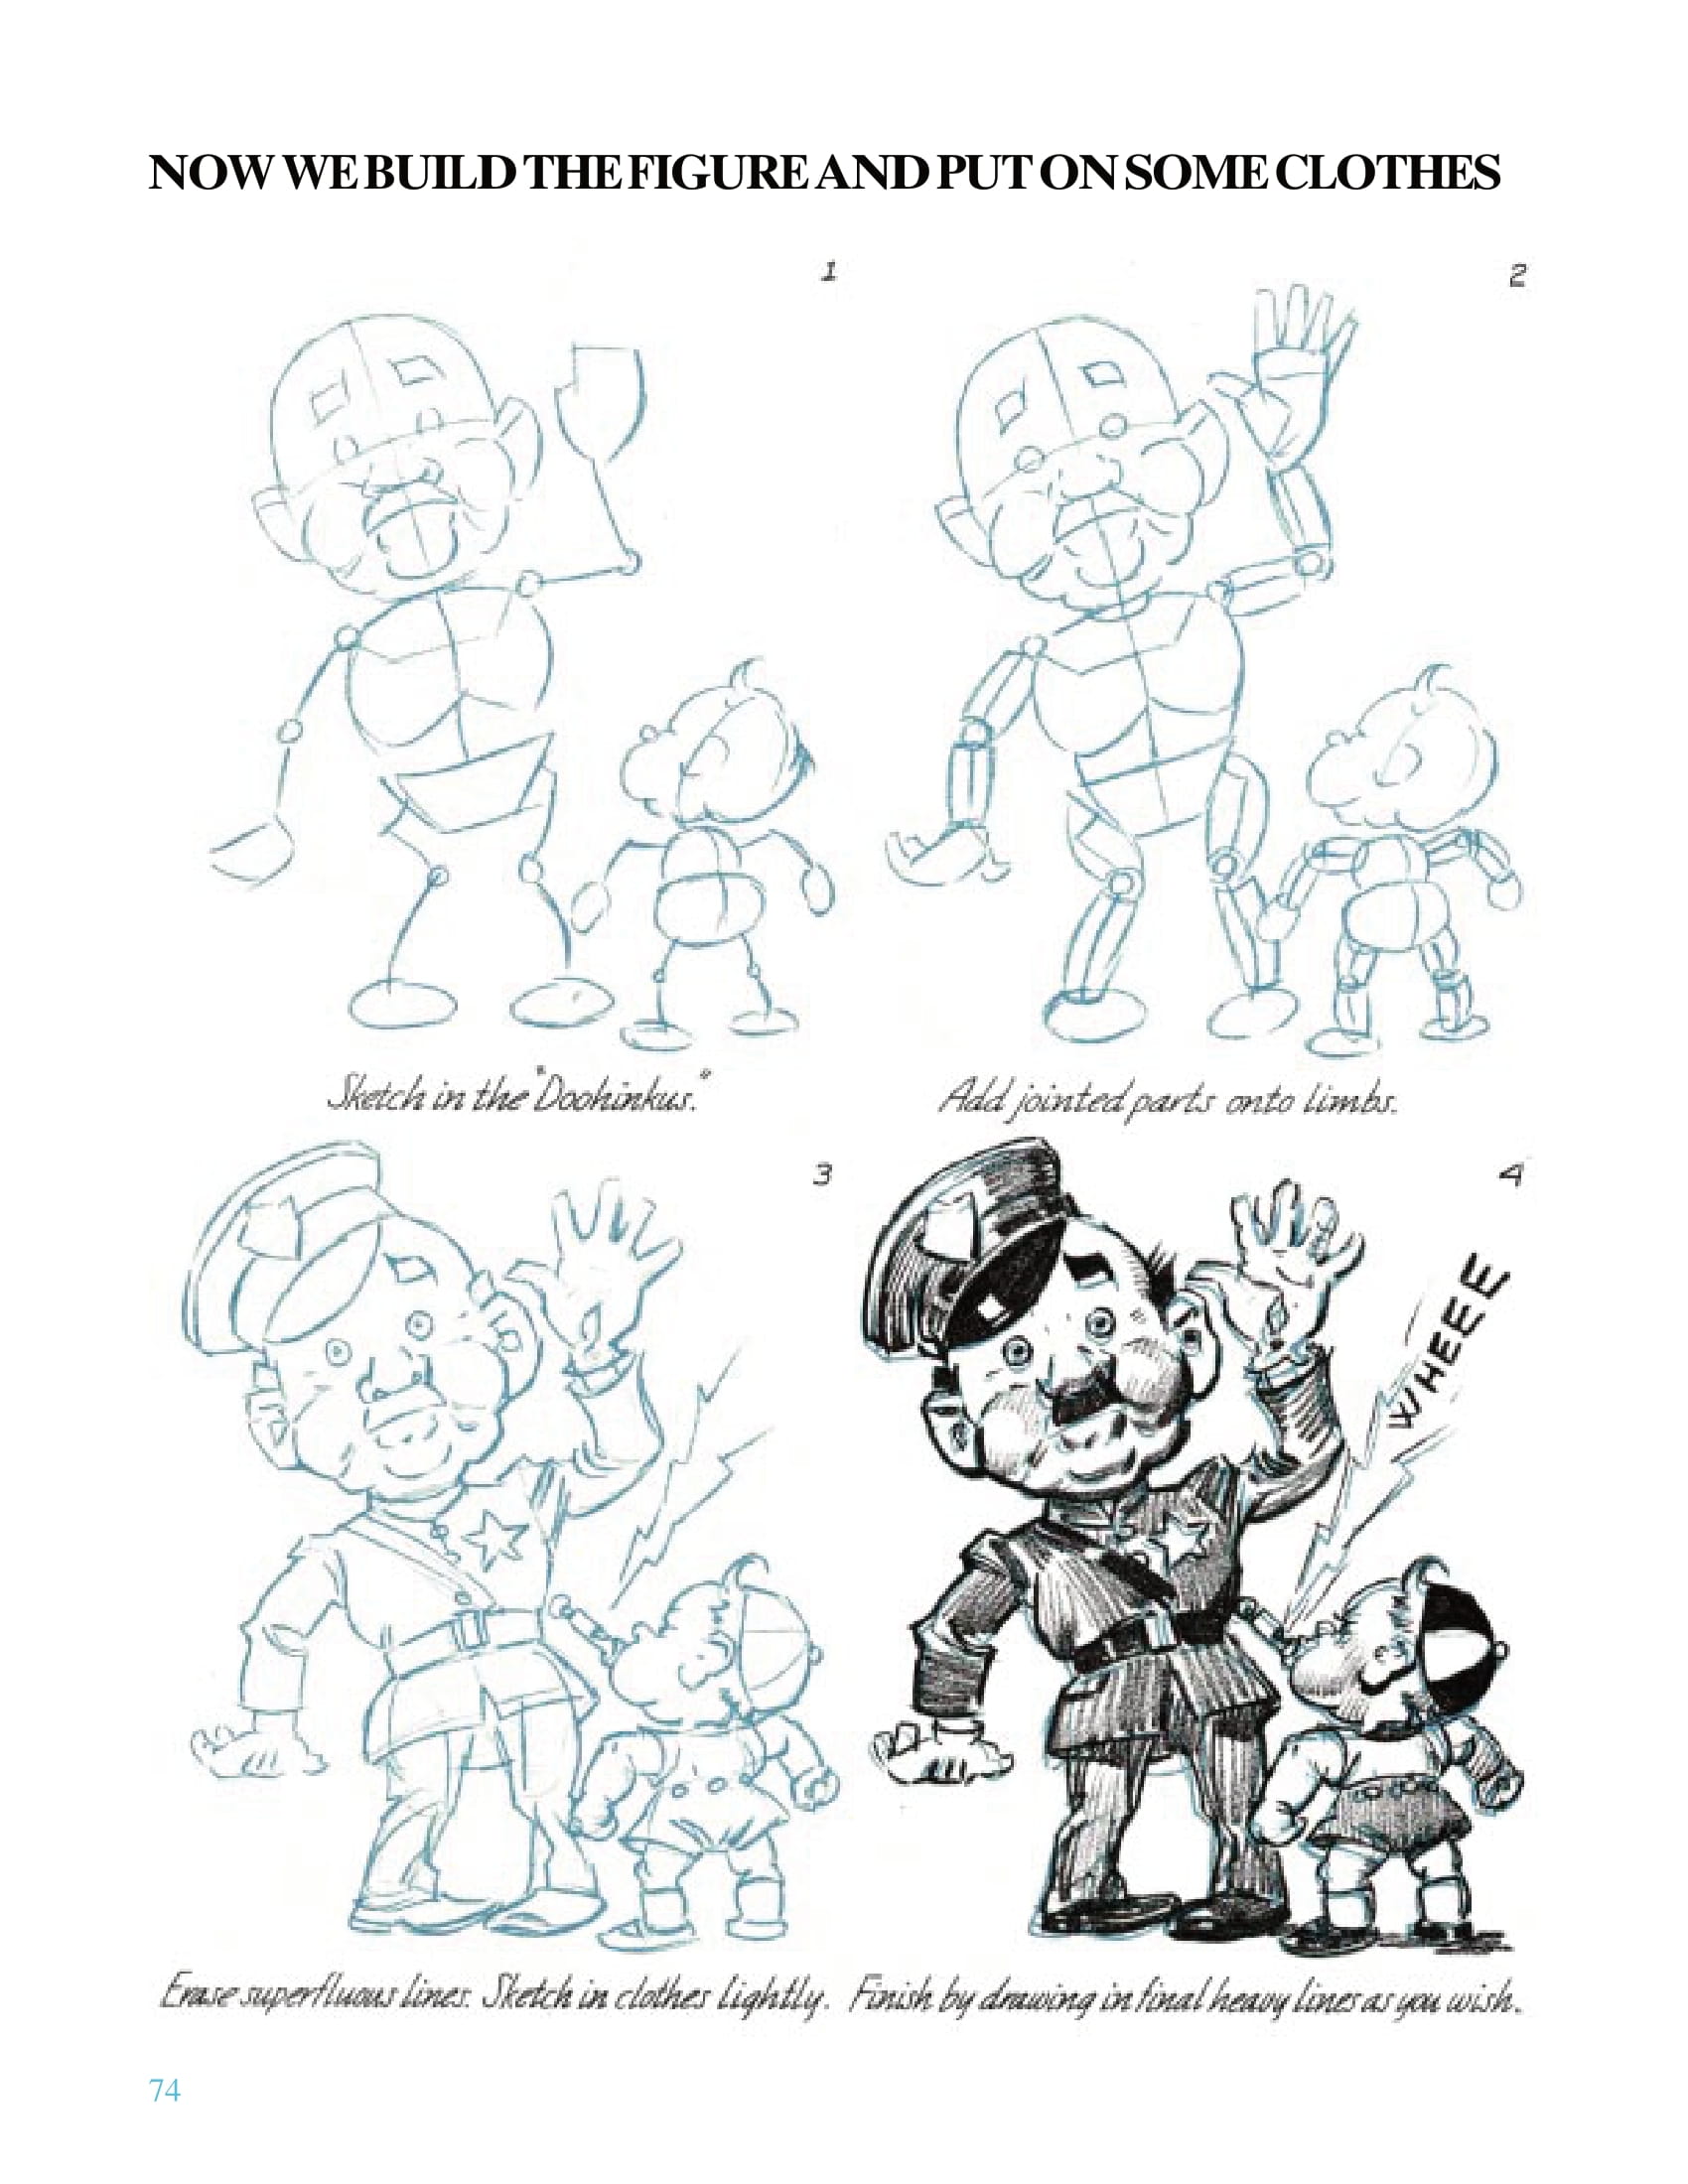 NOW WE BUILD THE FIGURE AND PUT ON SOME CLOTHES
1
2
Sketch in the "Doohinkus."
Add jointed parts onto limbs.
3
4
WHEEE
Erase superfluous lines. Sketch in clothes lightly.
Finish by drawing in final heavy lines as you wish.
74